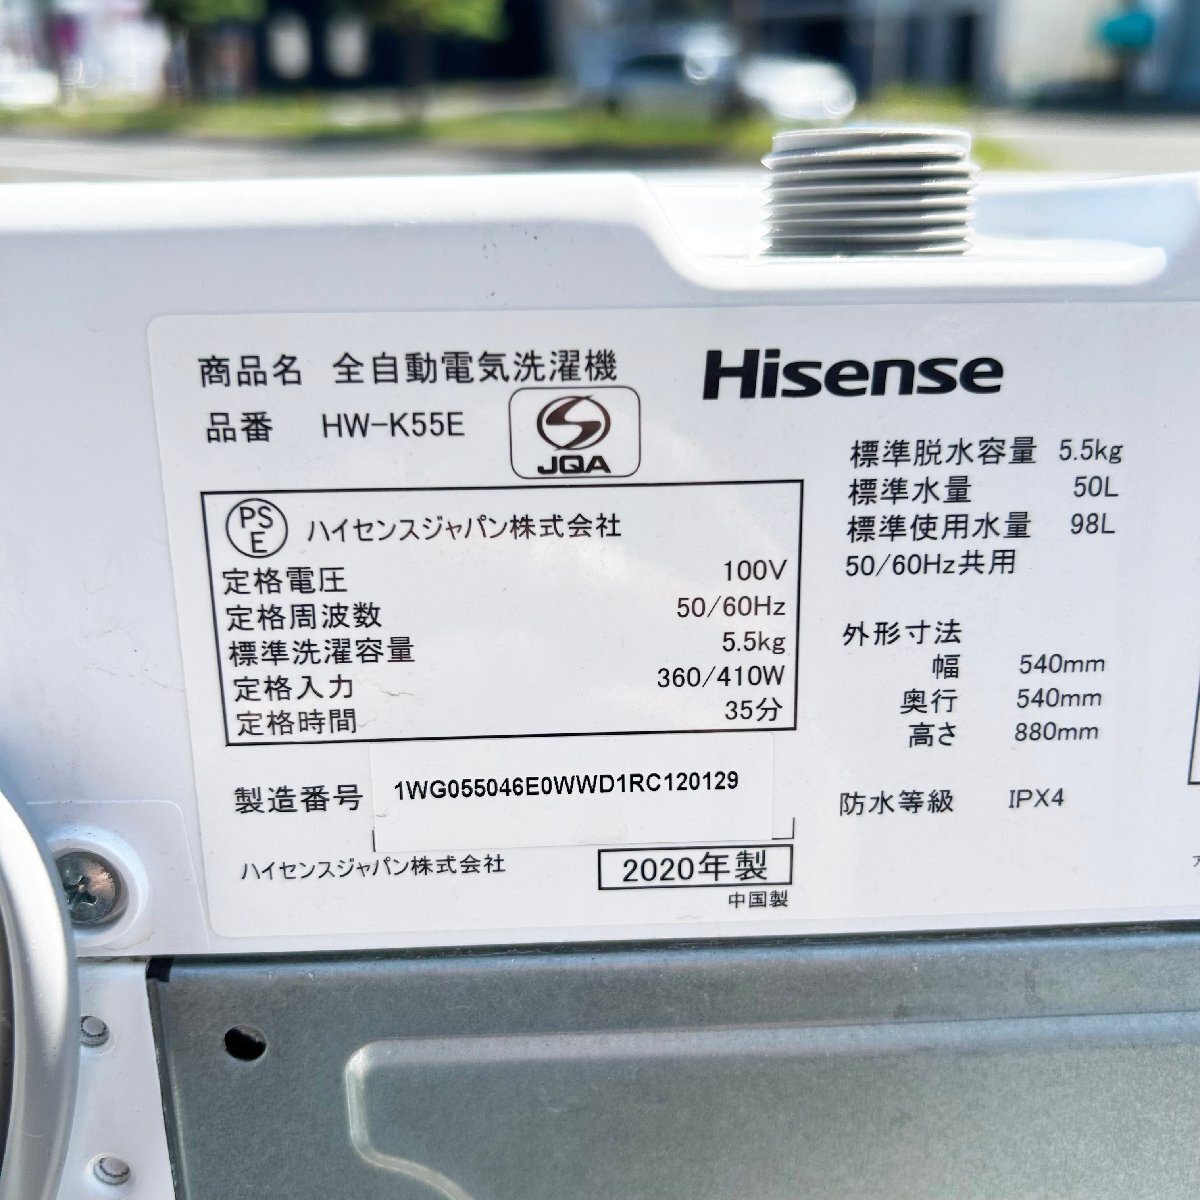 商品名 全自動電気洗濯機
Hisense
品番 HW-K55E
JQA
PS
E
ハイセンスジャパン株式会社
定格電圧 100V
定格周波数 50/60Hz
標準洗濯容量 5.5kg
定格入力 360/410W
定格時間 35分
標準脱水容量 5.5kg
標準水量 50L
標準使用水量 98L
50/60Hz共用
外形寸法
幅 540mm
奥行 540mm
高さ 880mm
防水等級 IPX4
製造番号 1WG055046E0WWD1RC120129
ハイセンスジャパン株式会社
2020年製
中国製